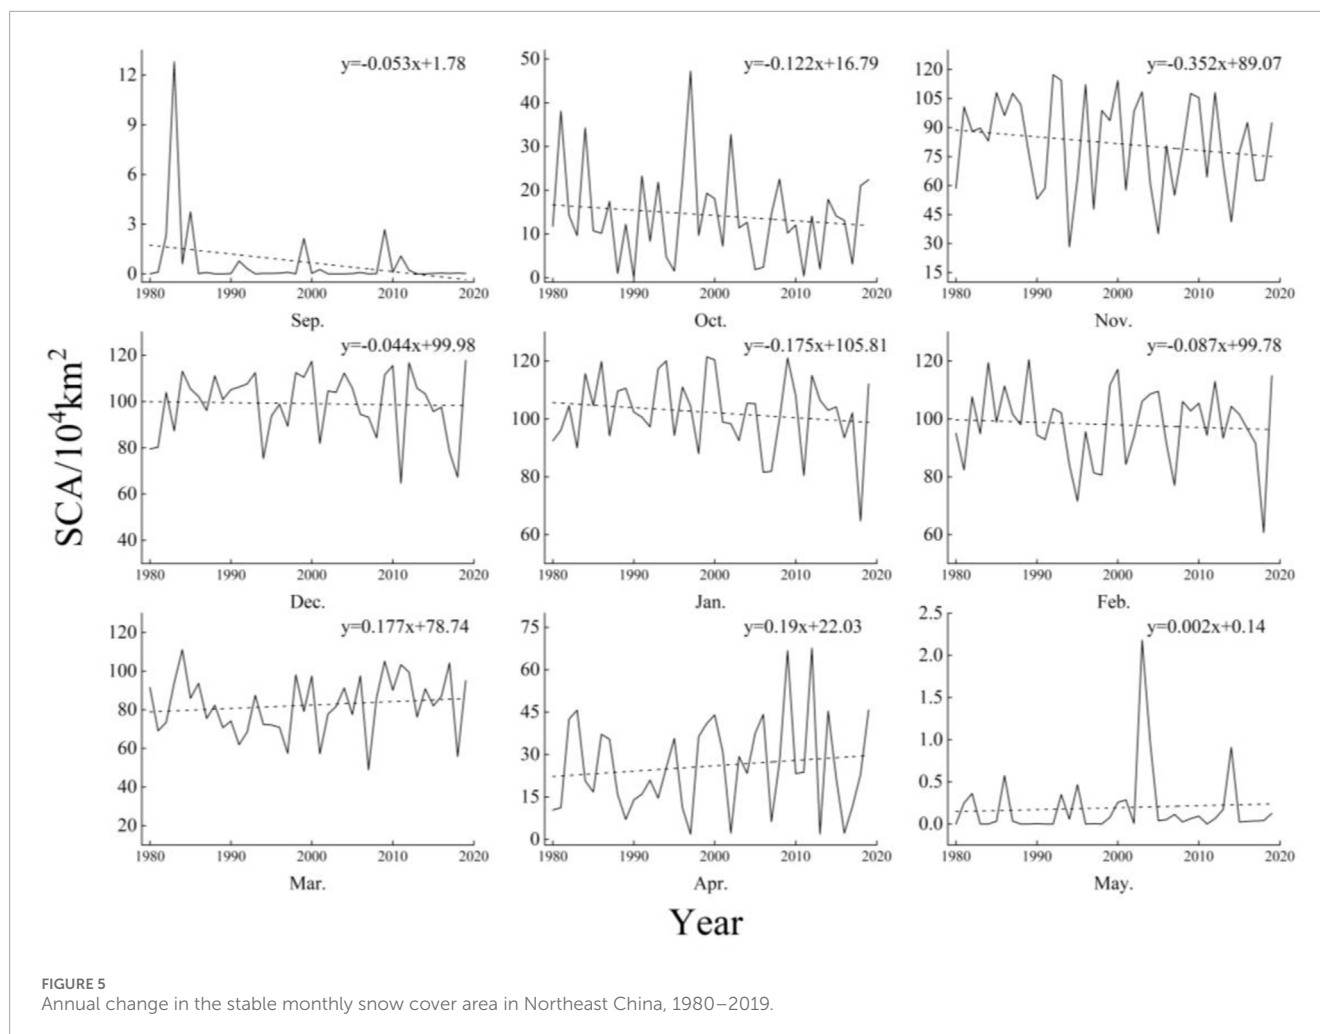 y=-0.053x+1.78
12
9
6
3
0
1980 1990 2000 2010 2020
Sep.
y=-0.122x+16.79
50
40
30
20
10
0
1980 1990 2000 2010 2020
Oct.
y=-0.352x+89.07
120
105
90
75
60
45
30
15
1980 1990 2000 2010 2020
Nov.
SCA/10⁴km²
y=-0.044x+99.98
120
100
80
60
40
1980 1990 2000 2010 2020
Dec.
y=-0.175x+105.81
120
100
80
60
1980 1990 2000 2010 2020
Jan.
y=-0.087x+99.78
120
100
80
60
1980 1990 2000 2010 2020
Feb.
y=0.177x+78.74
120
100
80
60
40
20
1980 1990 2000 2010 2020
Mar.
y=0.19x+22.03
75
60
45
30
15
0
1980 1990 2000 2010 2020
Apr.
y=0.002x+0.14
2.5
2.0
1.5
1.0
0.5
0.0
1980 1990 2000 2010 2020
May.
Year
FIGURE 5
Annual change in the stable monthly snow cover area in Northeast China, 1980–2019.